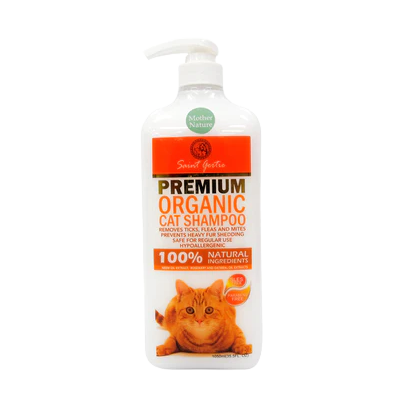 Mother
Nature
Saint Gertie
PREMIUM
ORGANIC
CAT SHAMPOO
REMOVES TICKS, FLEAS AND MITES
PREVENTS HEAVY FUR SHEDDING
SAFE FOR REGULAR USE
HYPOALLERGENIC
100% NATURAL
INGREDIENTS